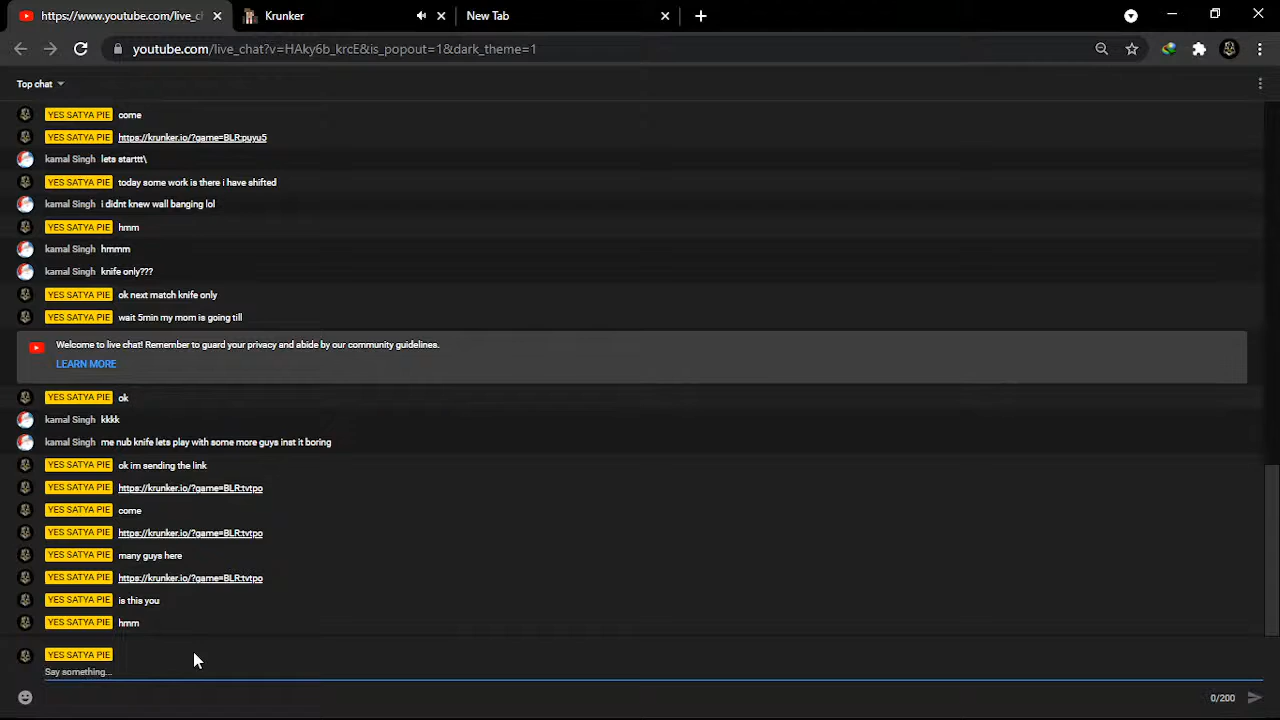 https://www.youtube.com/live_c
Krunker
New Tab
youtube.com/live_chat?v=HAky6b_krcE&is_popout=1&dark_theme=1
Top chat
YES SATYA PIE come
YES SATYA PIE https://krunker.io/?game=BLR:puyu5
kamal Singh lets starttt\
YES SATYA PIE today some work is there i have shifted
kamal Singh i didnt knew wall banging lol
YES SATYA PIE hmm
kamal Singh hmmm
kamal Singh knife only???
YES SATYA PIE ok next match knife only
YES SATYA PIE wait 5min my mom is going till
Welcome to live chat! Remember to guard your privacy and abide by our community guidelines.
LEARN MORE
YES SATYA PIE ok
kamal Singh kkkk
kamal Singh me nub knife lets play with some more guys inst it boring
YES SATYA PIE ok im sending the link
YES SATYA PIE https://krunker.io/?game=BLR:tvtpo
YES SATYA PIE come
YES SATYA PIE https://krunker.io/?game=BLR:tvtpo
YES SATYA PIE many guys here
YES SATYA PIE https://krunker.io/?game=BLR:tvtpo
YES SATYA PIE is this you
YES SATYA PIE hmm
YES SATYA PIE
Say something...
0/200